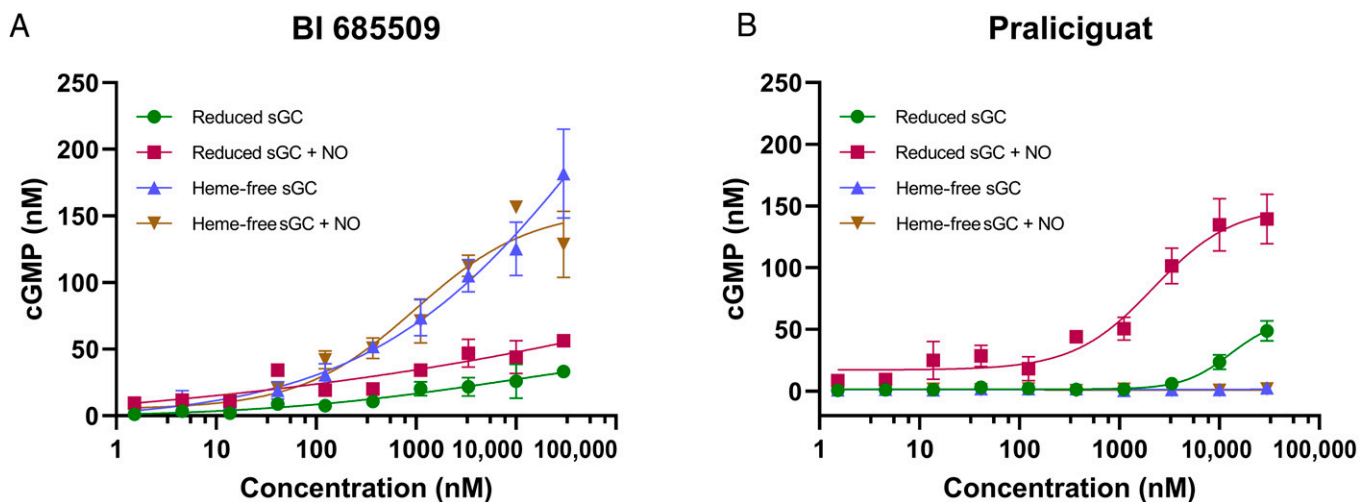 A
BI 685509
250
200
150
100
50
0
cGMP (nM)
Reduced sGC
Reduced sGC + NO
Heme-free sGC
Heme-free sGC + NO
1 10 100 1000 10,000 100,000
Concentration (nM)
B
Praliciguat
250
200
150
100
50
0
cGMP (nM)
Reduced sGC
Reduced sGC + NO
Heme-free sGC
Heme-free sGC + NO
1 10 100 1000 10,000 100,000
Concentration (nM)